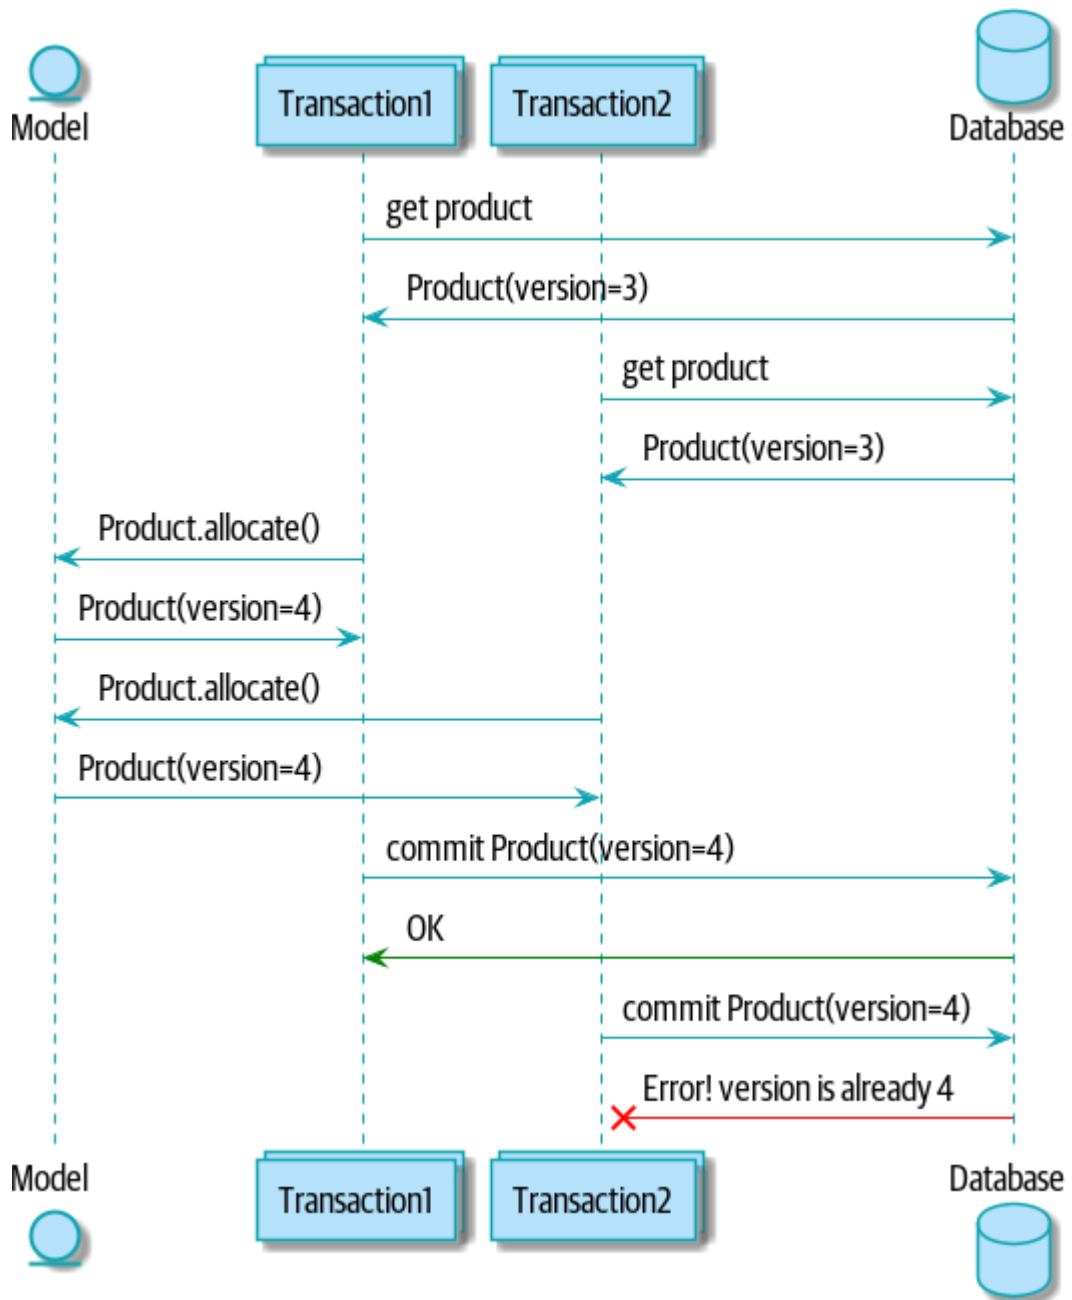 Model
Transaction1
Transaction2
Database
get product
Product(version=3)
get product
Product(version=3)
Product.allocate()
Product(version=4)
Product.allocate()
Product(version=4)
commit Product(version=4)
OK
commit Product(version=4)
Error! version is already 4
Model
Transaction1
Transaction2
Database